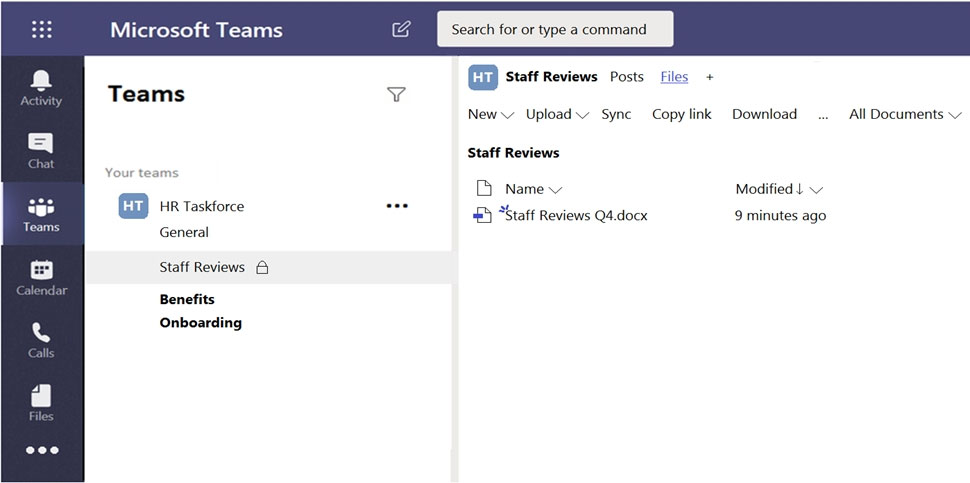 Microsoft Teams
Search for or type a command
Activity
Chat
Teams
Calendar
Calls
Files
Teams
Your teams
HT HR Taskforce
General
Staff Reviews
Benefits
Onboarding
HT Staff Reviews Posts Files +
New Upload Sync Copy link Download ... All Documents
Staff Reviews
Name Modified↓
Staff Reviews Q4.docx 9 minutes ago